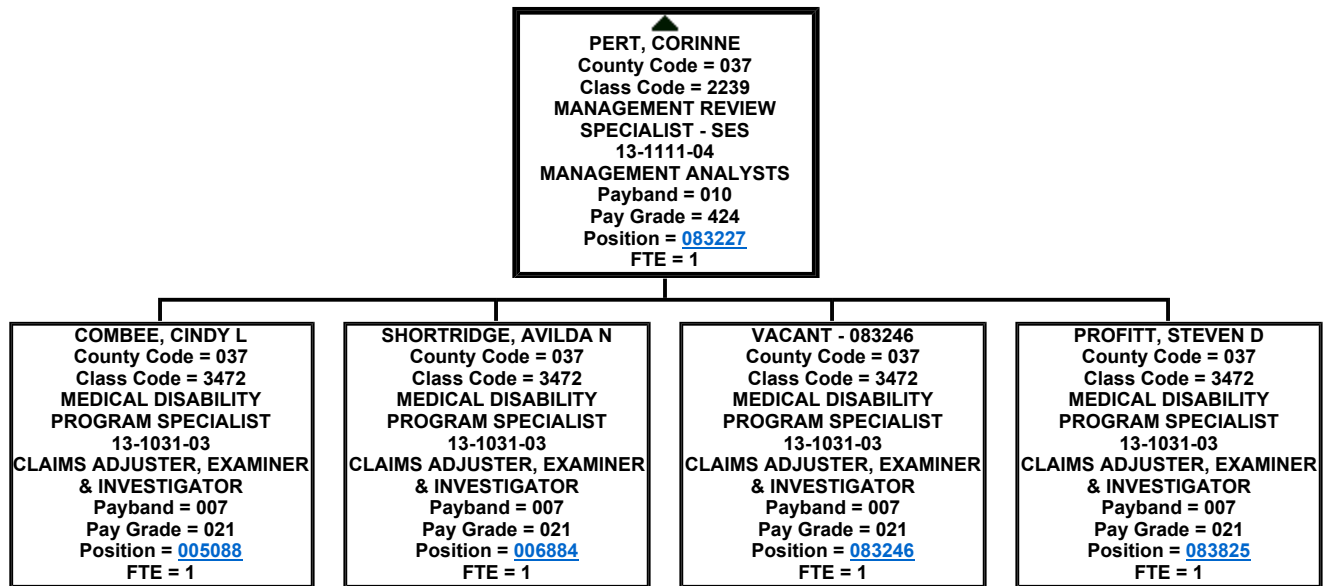 PERT, CORINNE
County Code = 037
Class Code = 2239
MANAGEMENT REVIEW
SPECIALIST - SES
13-1111-04
MANAGEMENT ANALYSTS
Payband = 010
Pay Grade = 424
Position = 083227
FTE = 1
COMBEE, CINDY L
County Code = 037
Class Code = 3472
MEDICAL DISABILITY
PROGRAM SPECIALIST
13-1031-03
CLAIMS ADJUSTER, EXAMINER
& INVESTIGATOR
Payband = 007
Pay Grade = 021
Position = 005088
FTE = 1
SHORTRIDGE, AVILDA N
County Code = 037
Class Code = 3472
MEDICAL DISABILITY
PROGRAM SPECIALIST
13-1031-03
CLAIMS ADJUSTER, EXAMINER
& INVESTIGATOR
Payband = 007
Pay Grade = 021
Position = 006884
FTE = 1
VACANT - 083246
County Code = 037
Class Code = 3472
MEDICAL DISABILITY
PROGRAM SPECIALIST
13-1031-03
CLAIMS ADJUSTER, EXAMINER
& INVESTIGATOR
Payband = 007
Pay Grade = 021
Position = 083246
FTE = 1
PROFITT, STEVEN D
County Code = 037
Class Code = 3472
MEDICAL DISABILITY
PROGRAM SPECIALIST
13-1031-03
CLAIMS ADJUSTER, EXAMINER
& INVESTIGATOR
Payband = 007
Pay Grade = 021
Position = 083825
FTE = 1